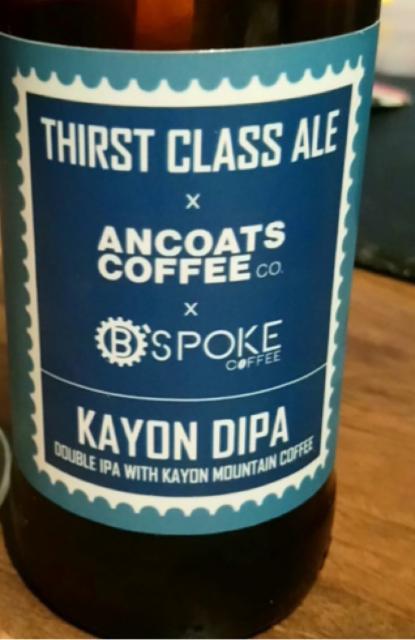 THIRST CLASS ALE
x
ANCOATS
COFFEE CO.
x
B'SPOKE
COFFEE
KAYON DIPA
DOUBLE IPA WITH KAYON MOUNTAIN COFFEE